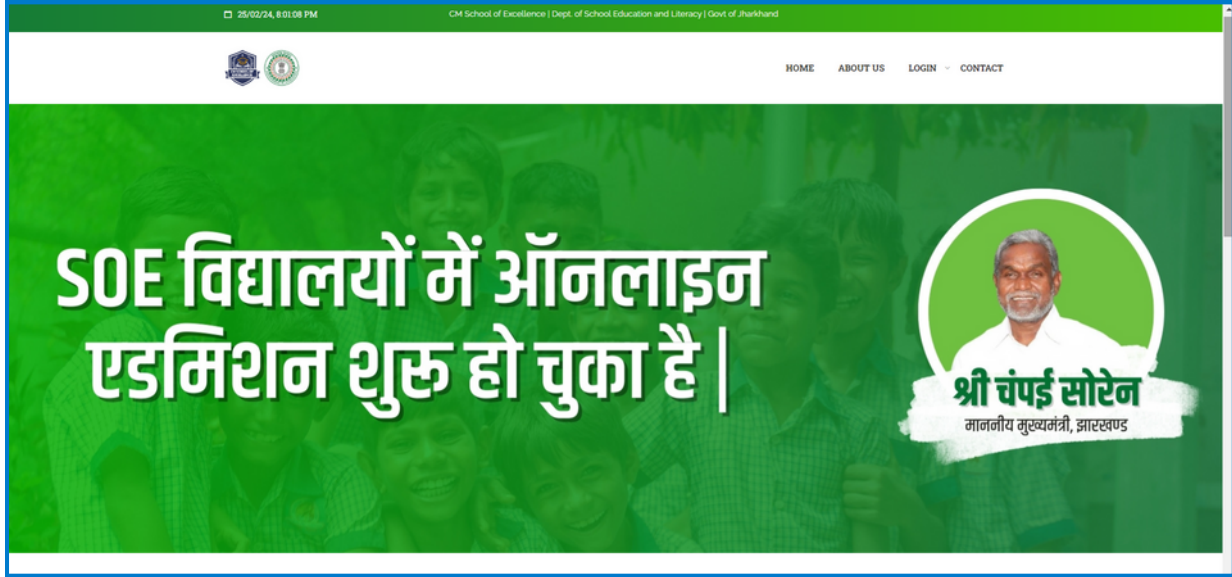 25/02/24, 8:01:08 PM
CM School of Excellence | Dept. of School Education and Literacy | Govt of Jharkhand
HOME ABOUT US LOGIN CONTACT
SOE विद्यालयों में ऑनलाइन
एडमिशन शुरू हो चुका है |
श्री चंपई सोरेन
माननीय मुख्यमंत्री, झारखण्ड